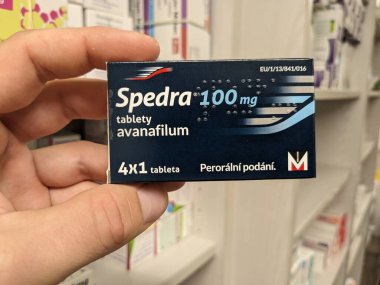 EU/1/13/841/016
Spedra 100 mg
tablety
avanafilum
4x1 tableta
Perorální podání.
M